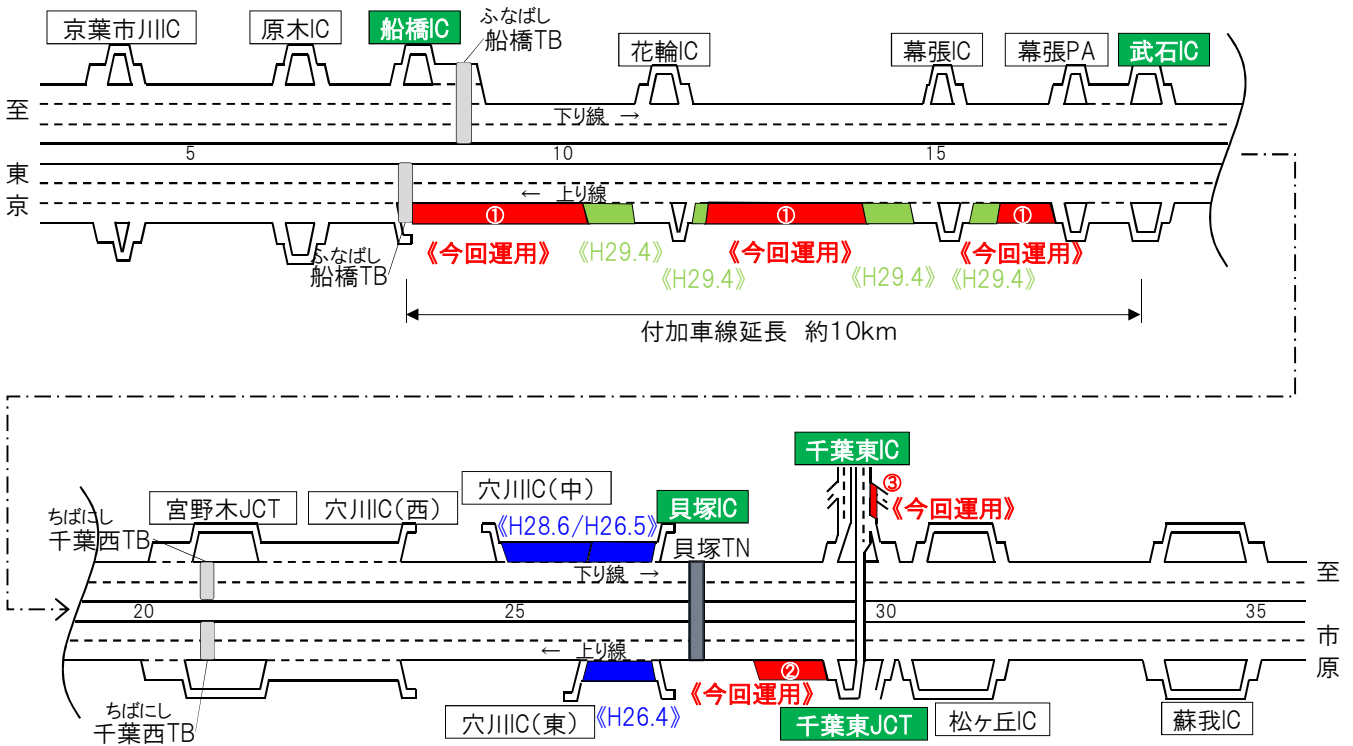 京葉市川IC
原木IC
船橋IC
ふなばし
船橋TB
花輪IC
幕張IC
幕張PA
武石IC
至
東
京
下り線 →
5
10
15
← 上り線
①
①
①
《今回運用》
《H29.4》
《H29.4》
《今回運用》
《H29.4》
《H29.4》
《今回運用》
ふなばし
船橋TB
付加車線延長 約10km
千葉東IC
③
《今回運用》
ちばにし
千葉西TB
宮野木JCT
穴川IC(西)
穴川IC(中)
《H28.6/H26.5》
貝塚IC
貝塚TN
下り線 →
20
25
30
35
至
市
原
← 上り線
②
《今回運用》
ちばにし
千葉西TB
穴川IC(東)
《H26.4》
千葉東JCT
松ヶ丘IC
蘇我IC